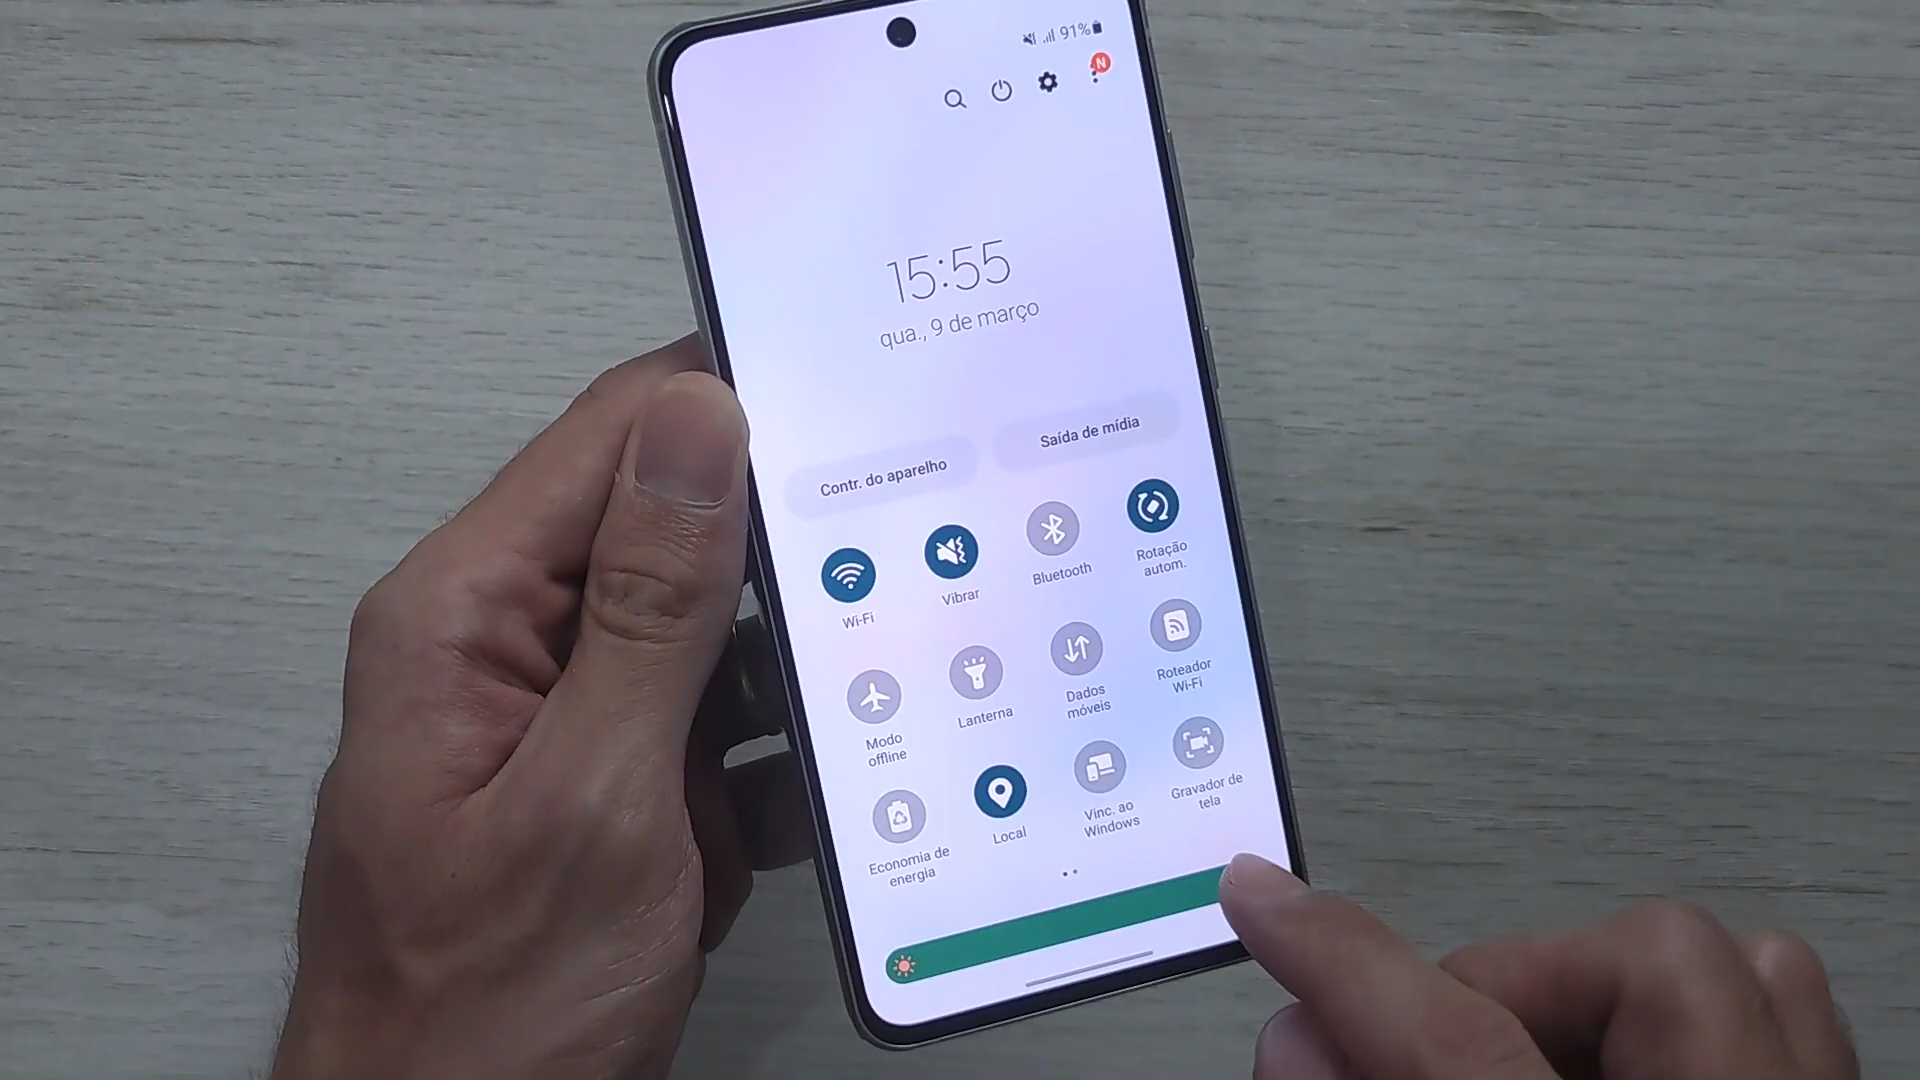 91%
N
15:55
qua., 9 de março
Contr. do aparelho
Saída de mídia
Wi-Fi
Vibrar
Bluetooth
Rotação
autom.
Modo
offline
Lanterna
Dados
móveis
Roteador
Wi-Fi
Economia de
energia
Local
Vinc. ao
Windows
Gravador de
tela